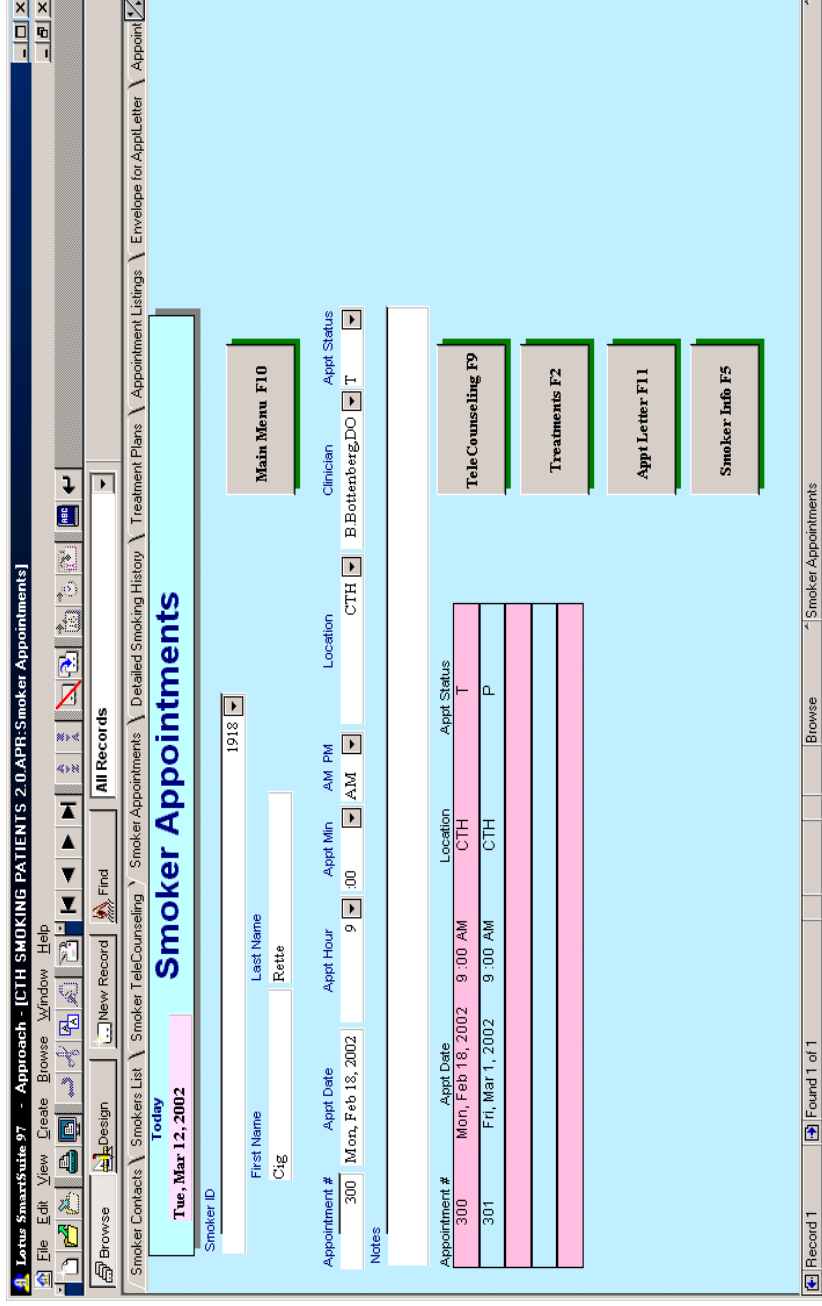 Lotus SmartSuite 97 - Approach - [CTH SMOKING PATIENTS 2.0.APR:Smoker Appointments]
File Edit View Create Browse Window Help
ABC
Browse Design New Record Find All Records
Smoker Contacts Smokers List Smoker TeleCounseling Smoker Appointments Detailed Smoking History Treatment Plans Appointment Listings Envelope for ApptLetter Appoint
Today
Tue, Mar 12, 2002
Smoker Appointments
Smoker ID
1918
Main Menu F10
First Name Last Name
Cig Rette
Appointment # Appt Date Appt Hour Appt Min AM PM Location Clinician Appt Status
300 Mon, Feb 18, 2002 9 :00 AM CTH B.Bottenberg,DO T
Notes
Appointment # Appt Date Location Appt Status
300 Mon, Feb 18, 2002 9 :00 AM CTH T
301 Fri, Mar 1, 2002 9 :00 AM CTH P
TeleCounseling F9
Treatments F2
Appt Letter F11
Smoker Info F5
Record 1 Found 1 of 1 Browse Smoker Appointments